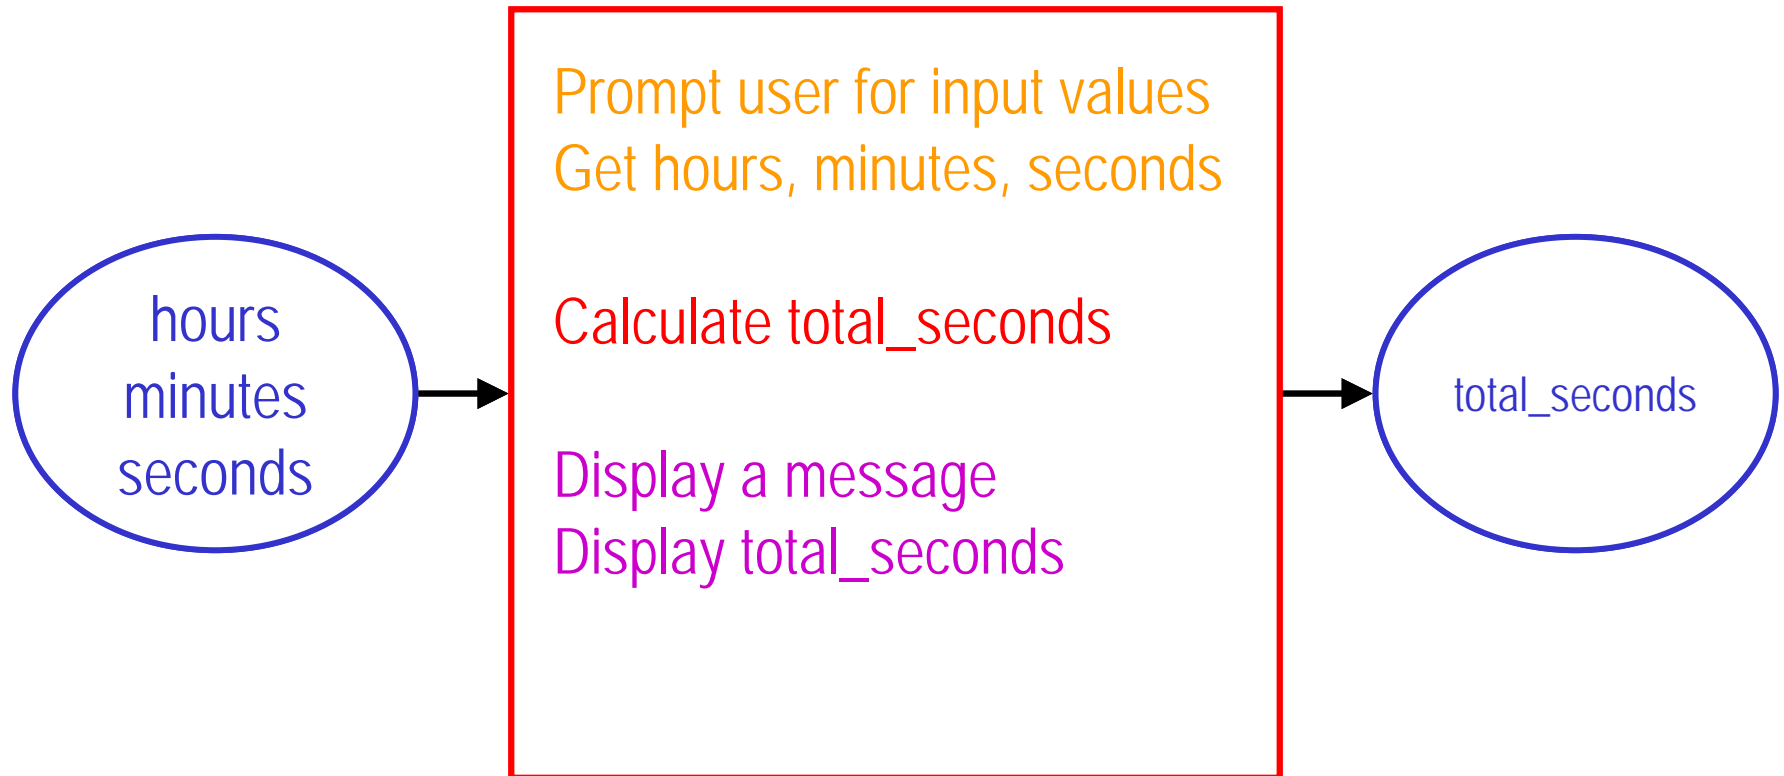 hours
minutes
seconds
Prompt user for input values
Get hours, minutes, seconds
Calculate total_seconds
Display a message
Display total_seconds
total_seconds